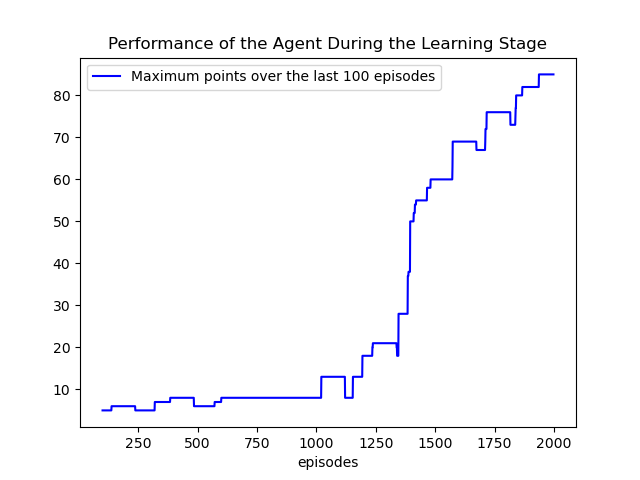 Performance of the Agent During the Learning Stage
Maximum points over the last 100 episodes
80
70
60
50
40
30
20
10
250 500 750 1000 1250 1500 1750 2000
episodes